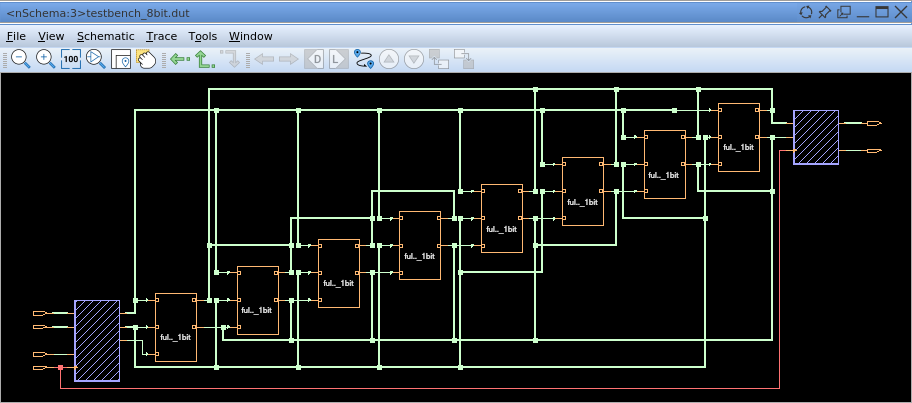 <nSchema:3>testbench_8bit.dut
File View Schematic Trace Tools Window
100 D L
ful.._1bit
ful.._1bit
ful.._1bit
ful.._1bit
ful.._1bit
ful.._1bit
ful.._1bit
ful.._1bit